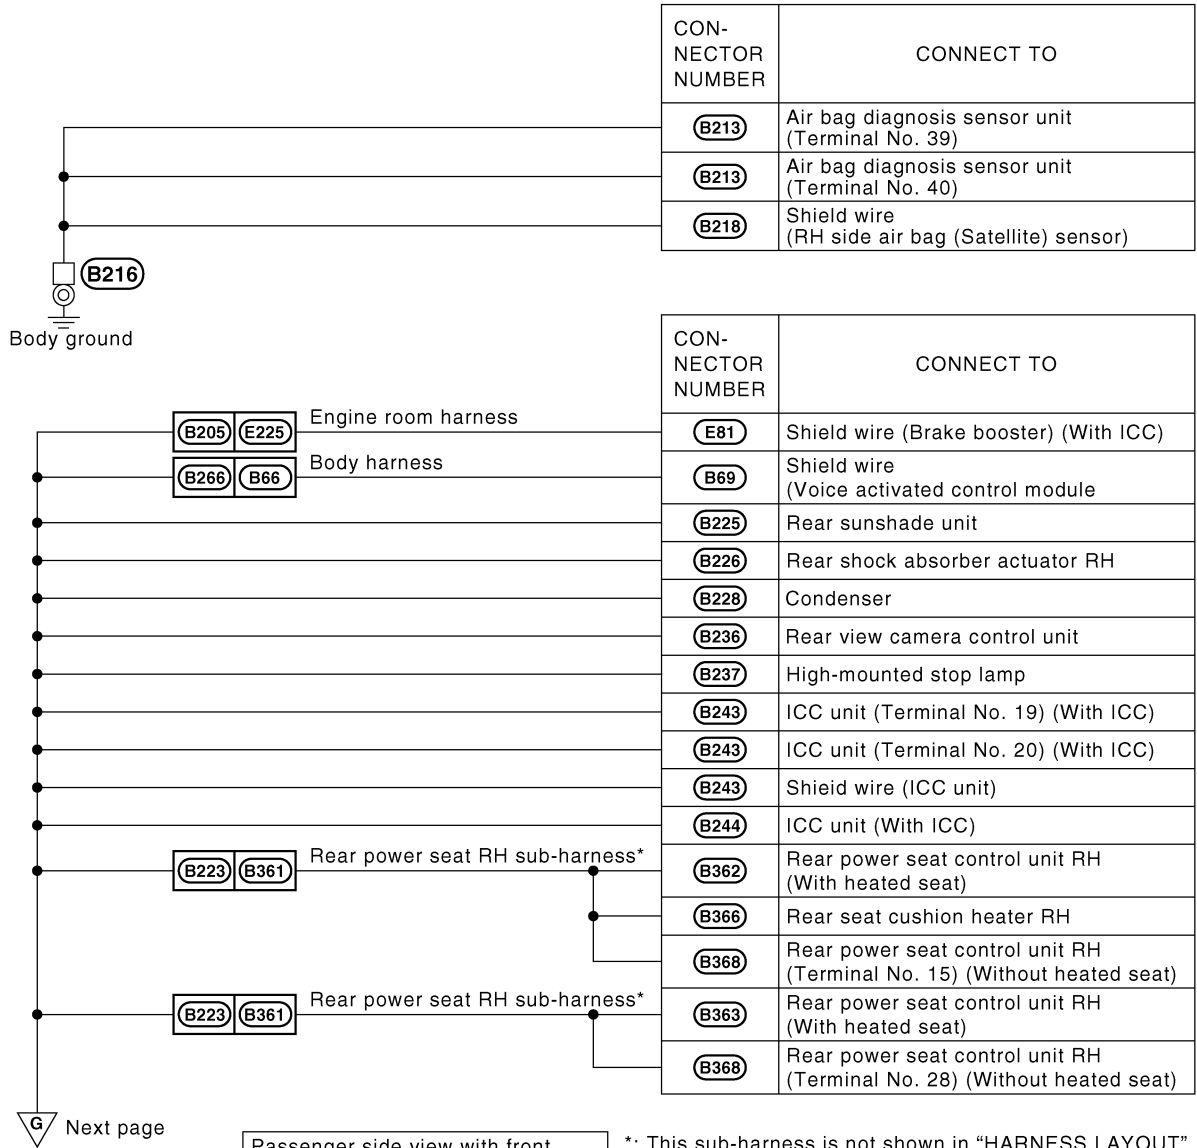 CON-
NECTOR
NUMBER
CONNECT TO
B213
Air bag diagnosis sensor unit
(Terminal No. 39)
B213
Air bag diagnosis sensor unit
(Terminal No. 40)
B218
Shield wire
(RH side air bag (Satellite) sensor)
B216
Body ground
CON-
NECTOR
NUMBER
CONNECT TO
B205 E225 Engine room harness
E81
Shield wire (Brake booster) (With ICC)
B266 B66 Body harness
B69
Shield wire
(Voice activated control module
B225
Rear sunshade unit
B226
Rear shock absorber actuator RH
B228
Condenser
B236
Rear view camera control unit
B237
High-mounted stop lamp
B243
ICC unit (Terminal No. 19) (With ICC)
B243
ICC unit (Terminal No. 20) (With ICC)
B243
Shieid wire (ICC unit)
B244
ICC unit (With ICC)
B223 B361 Rear power seat RH sub-harness*
B362
Rear power seat control unit RH
(With heated seat)
B366
Rear seat cushion heater RH
B368
Rear power seat control unit RH
(Terminal No. 15) (Without heated seat)
B223 B361 Rear power seat RH sub-harness*
B363
Rear power seat control unit RH
(With heated seat)
B368
Rear power seat control unit RH
(Terminal No. 28) (Without heated seat)
G Next page
Passenger side view with front
*: This sub-harness is not shown in “HARNESS LAYOUT”